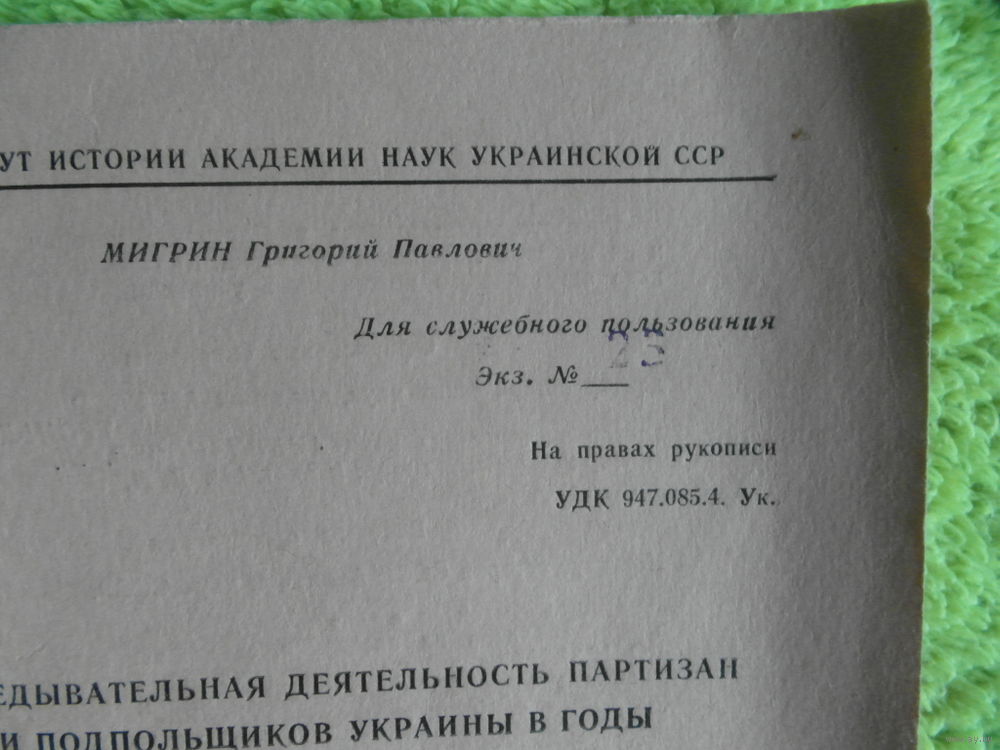 УТ ИСТОРИИ АКАДЕМИИ НАУК УКРАИНСКОЙ ССР
МИГРИН Григорий Павлович
Для служебного пользования
25
Экз. №
На правах рукописи
УДК 947.085.4. Ук.
ЕДЫВАТЕЛЬНАЯ ДЕЯТЕЛЬНОСТЬ ПАРТИЗАН
И ПОДПОЛЬЩИКОВ УКРАИНЫ В ГОДЫ